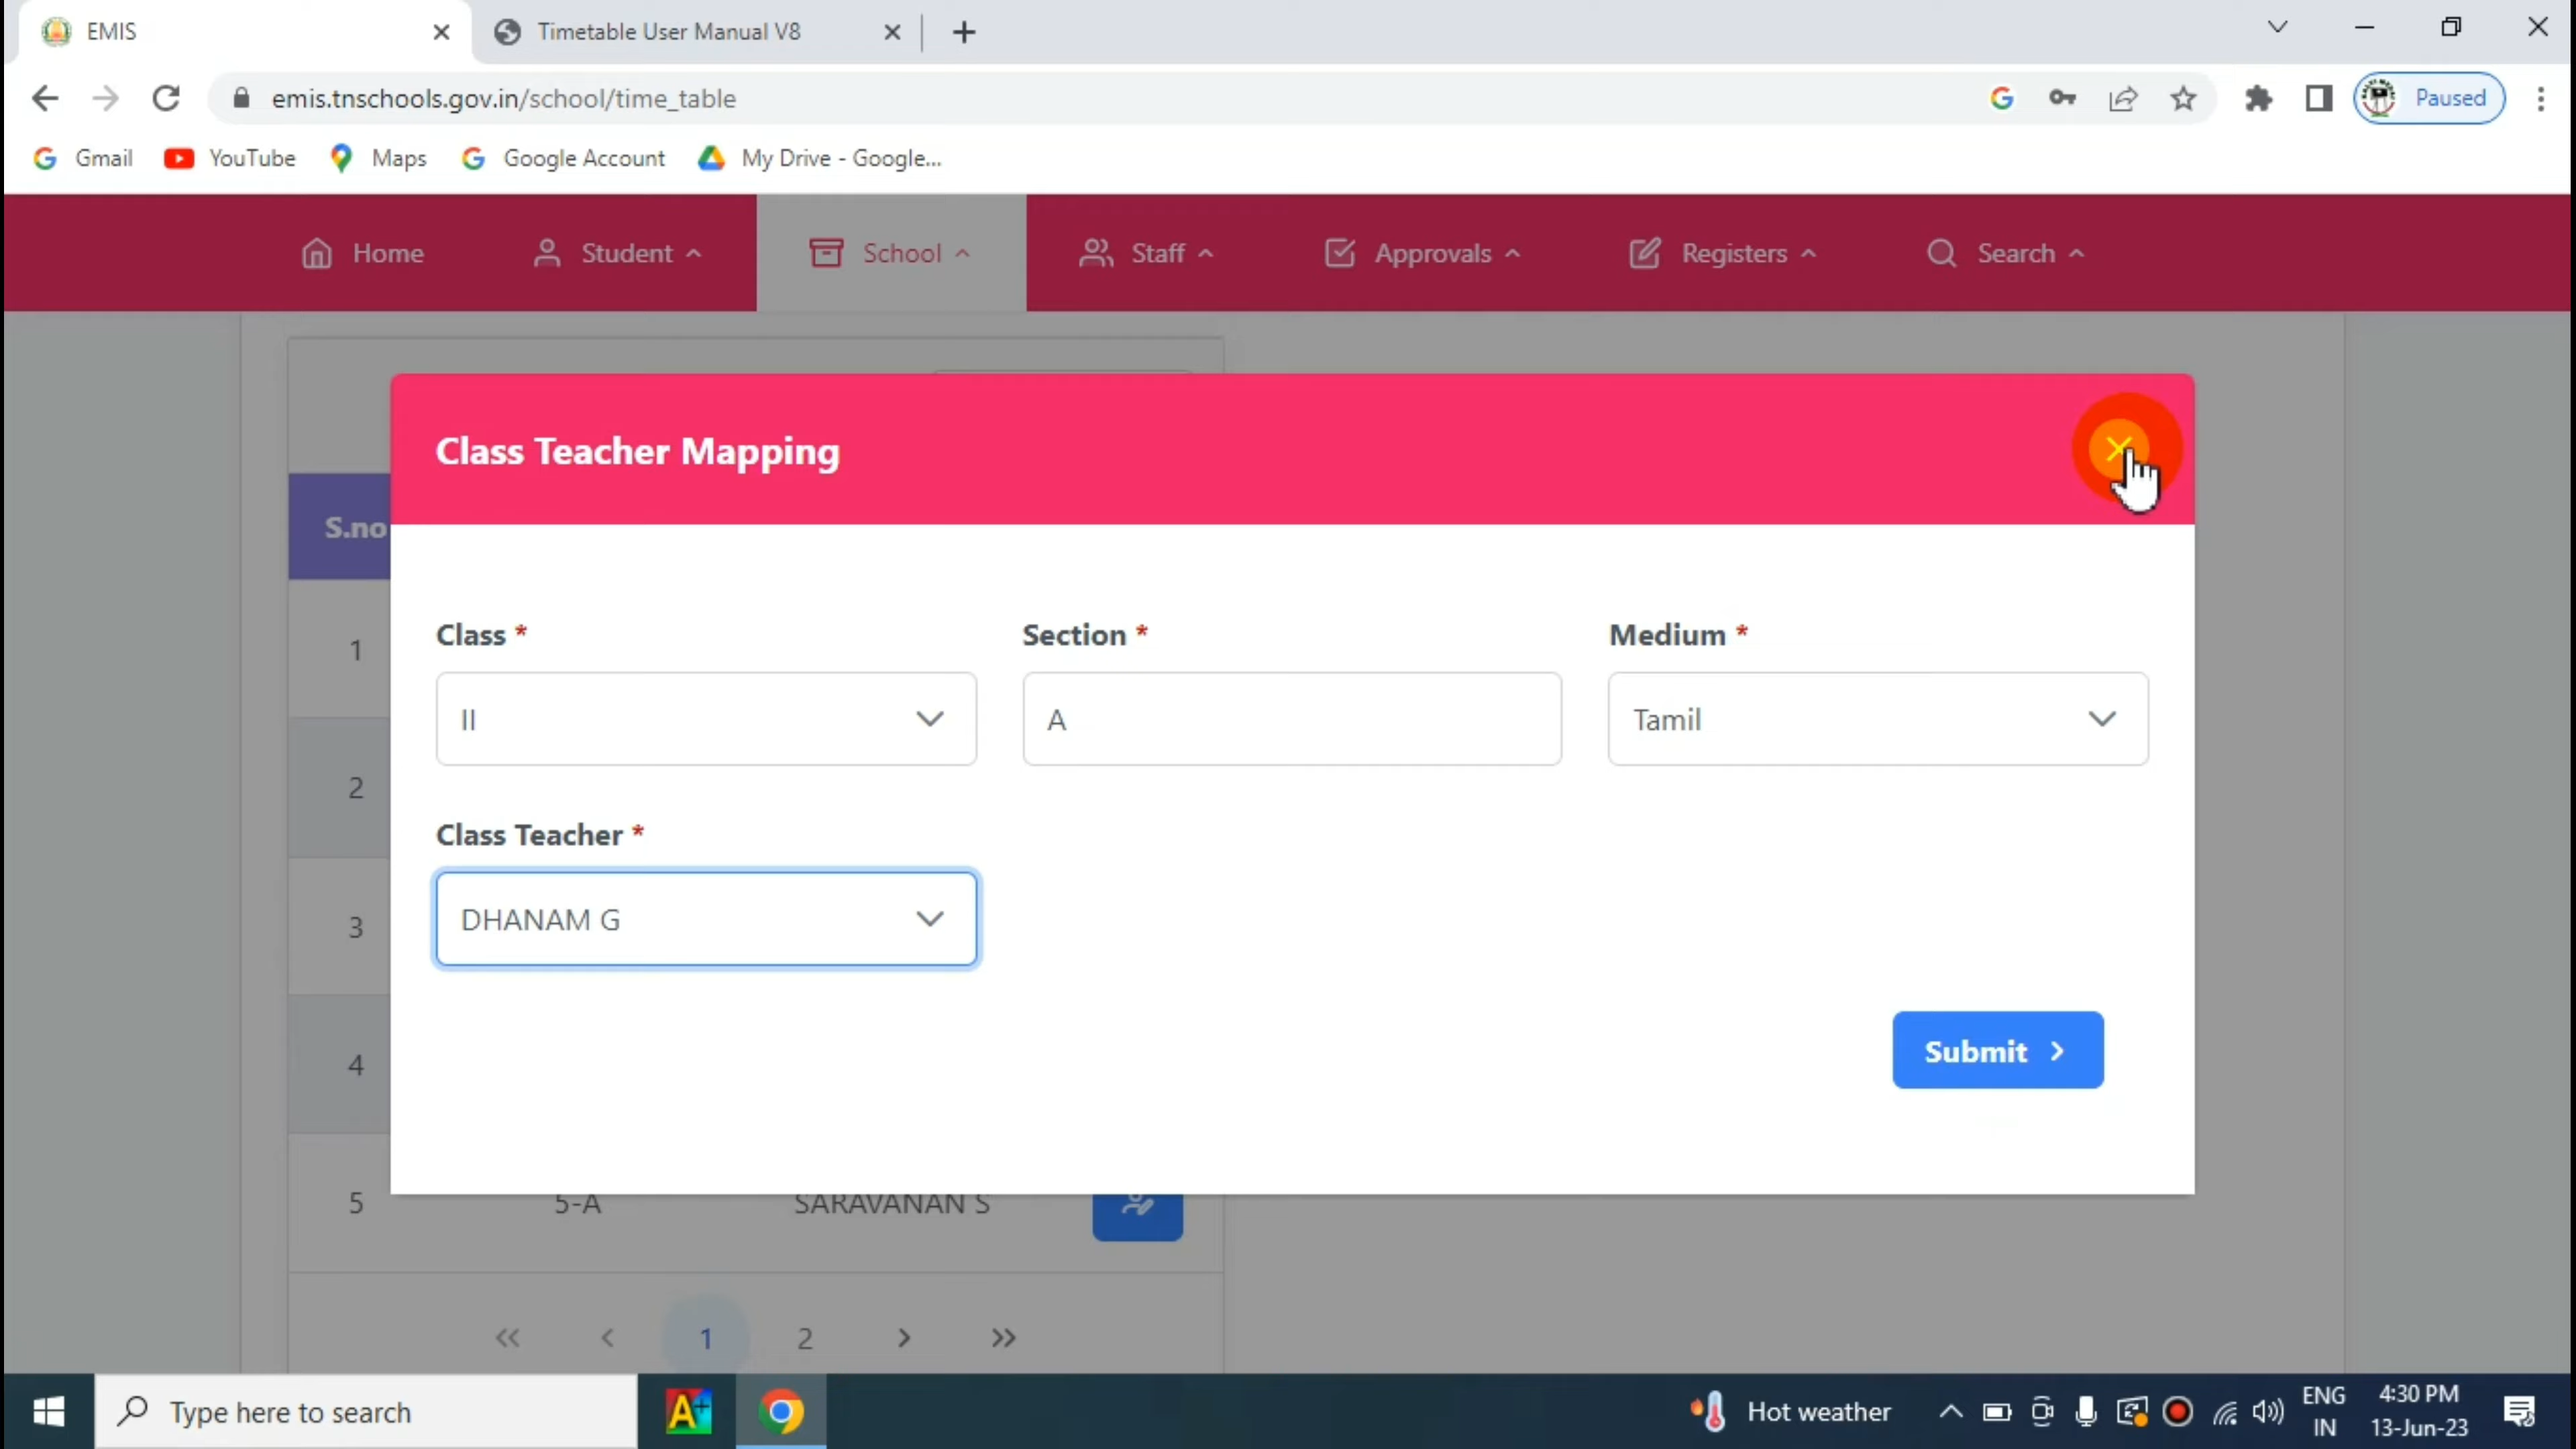 EMIS
Timetable User Manual V8
emis.tnschools.gov.in/school/time_table
Paused
Gmail
YouTube
Maps
Google Account
My Drive - Google...
Home
Student
School
Staff
Approvals
Registers
Search
Class Teacher Mapping
S.no
Class *
Section *
Medium *
1
II
A
Tamil
2
Class Teacher *
3
DHANAM G
4
Submit
5
5-A
SARAVANAN S
«
‹
1
2
›
»
Type here to search
Hot weather
ENG
IN
4:30 PM
13-Jun-23